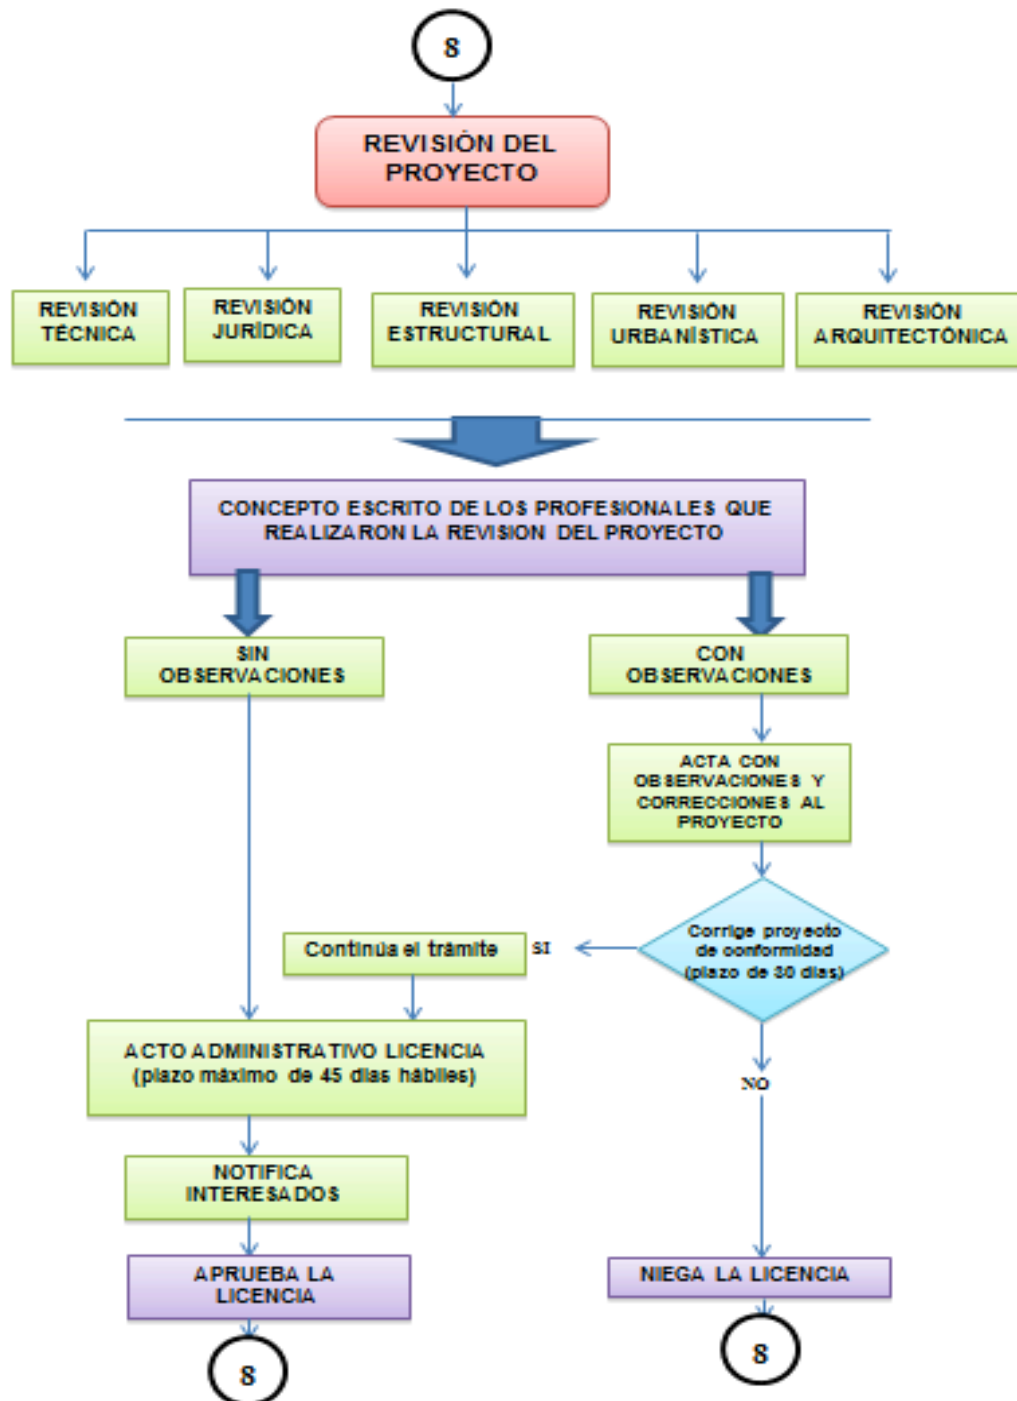 8
REVISIÓN DEL
PROYECTO
REVISIÓN
TÉCNICA
REVISIÓN
JURÍDICA
REVISIÓN
ESTRUCTURAL
REVISIÓN
URBANÍSTICA
REVISIÓN
ARQUITECTÓNICA
CONCEPTO ESCRITO DE LOS PROFESIONALES QUE
REALIZARON LA REVISION DEL PROYECTO
SIN
OBSERVACIONES
CON
OBSERVACIONES
ACTA CON
OBSERVACIONES Y
CORRECCIONES AL
PROYECTO
Corrige proyecto
de conformidad
(plazo de 30 dias)
SI
Continúa el trámite
NO
ACTO ADMINISTRATIVO LICENCIA
(plazo máximo de 45 dias hábiles)
NOTIFICA
INTERESADOS
APRUEBA LA
LICENCIA
NIEGA LA LICENCIA
8
8